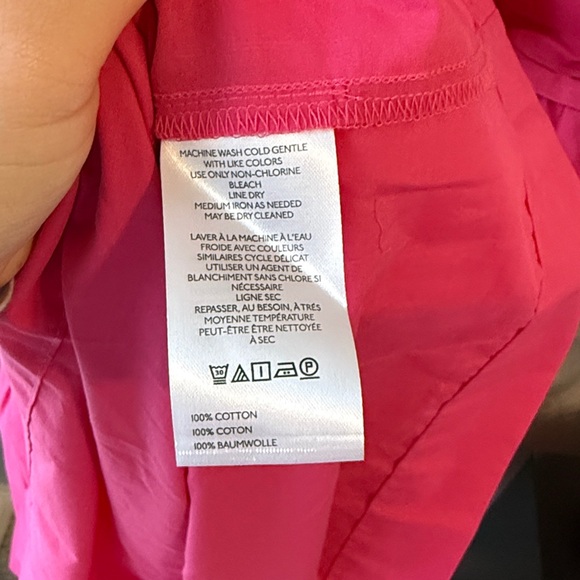 MACHINE WASH COLD GENTLE
WITH LIKE COLORS
USE ONLY NON-CHLORINE
BLEACH
LINE DRY
MEDIUM IRON AS NEEDED
MAY BE DRY CLEANED
LAVER À LA MACHINE À L'EAU
FROIDE AVEC COULEURS
SIMILAIRES CYCLE DÉLICAT
UTILISER UN AGENT DE
BLANCHIMENT SANS CHLORE SI
NÉCESSAIRE
LIGNE SEC
REPASSER, AU BESOIN, À TRÉS
MOYENNE TEMPÉRATURE
PEUT-ÊTRE ÊTRE NETTOYÉE
À SEC
30 P
100% COTTON
100% COTON
100% BAUMWOLLE